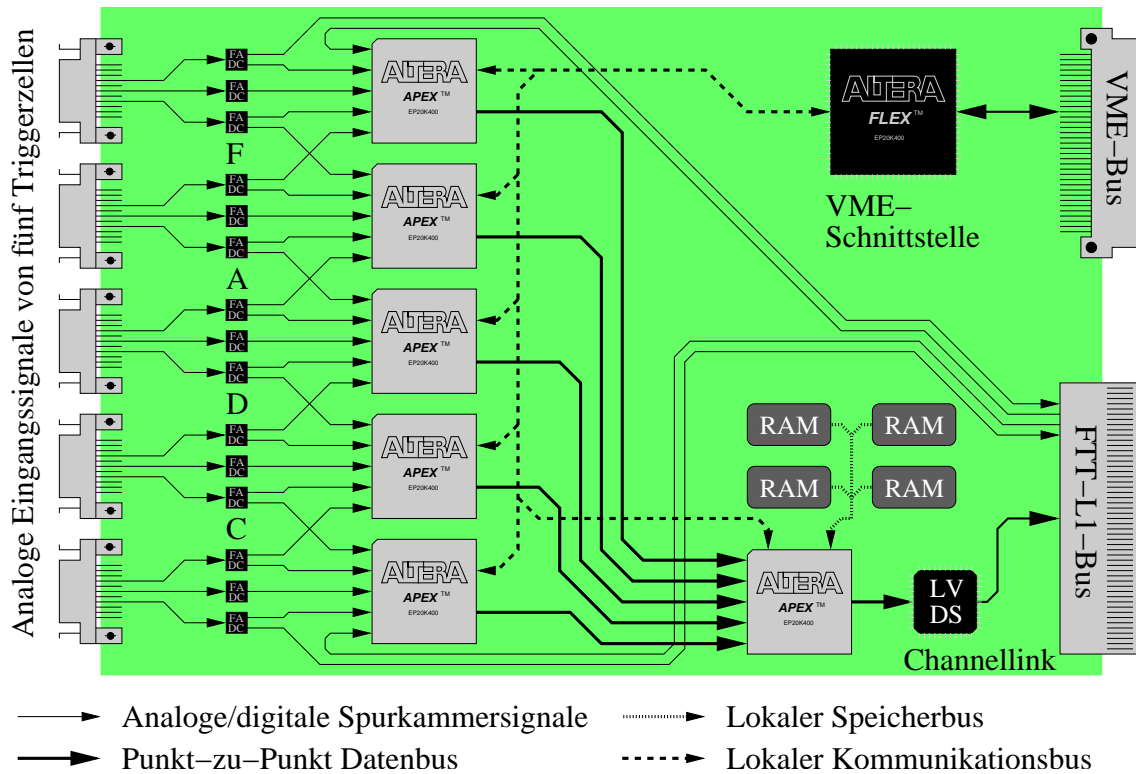 Analoge Eingangssignale von fünf Triggerzellen
FA
DC
FA
DC
FA
DC
F
FA
DC
FA
DC
FA
DC
A
FA
DC
FA
DC
FA
DC
D
FA
DC
FA
DC
FA
DC
C
FA
DC
FA
DC
FA
DC
ALTERA
APEX™
EP20K400
ALTERA
APEX™
EP20K400
ALTERA
APEX™
EP20K400
ALTERA
APEX™
EP20K400
ALTERA
APEX™
EP20K400
ALTERA
FLEX™
EP20K400
VME–
Schnittstelle
VME–Bus
RAM
RAM
RAM
RAM
ALTERA
APEX™
EP20K400
LV
DS
Channellink
FTT–L1–Bus
Analoge/digitale Spurkammersignale
Lokaler Speicherbus
Punkt–zu–Punkt Datenbus
Lokaler Kommunikationsbus